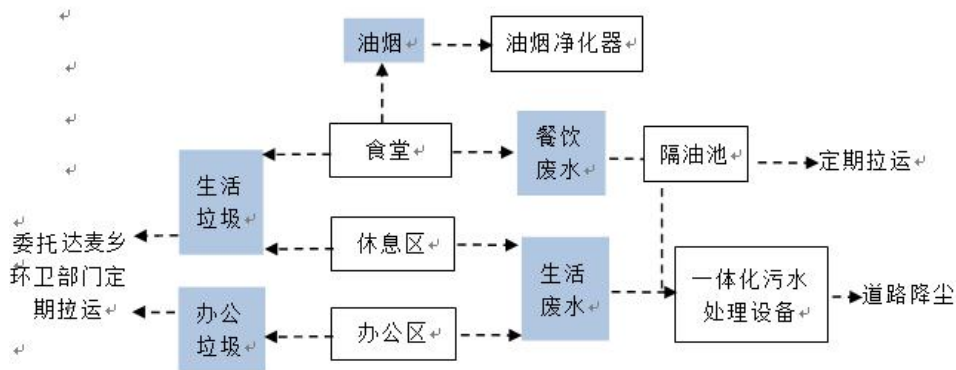 油烟
油烟净化器
食堂
餐饮
废水
隔油池
定期拉运
生活
垃圾
委托达麦乡
环卫部门定
期拉运
休息区
生活
废水
一体化污水
处理设备
道路降尘
办公
垃圾
办公区